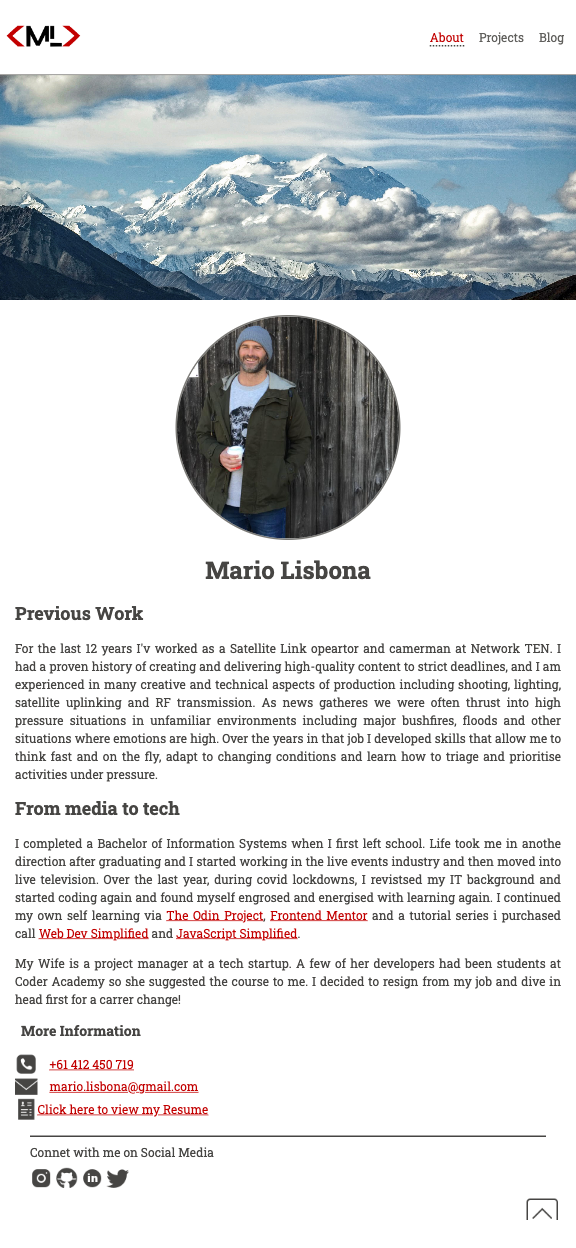 <ML>
About Projects Blog
Mario Lisbona
Previous Work
For the last 12 years I'v worked as a Satellite Link opeartor and camerman at Network TEN. I
had a proven history of creating and delivering high-quality content to strict deadlines, and I am
experienced in many creative and technical aspects of production including shooting, lighting,
satellite uplinking and RF transmission. As news gatheres we were often thrust into high
pressure situations in unfamiliar environments including major bushfires, floods and other
situations where emotions are high. Over the years in that job I developed skills that allow me to
think fast and on the fly, adapt to changing conditions and learn how to triage and prioritise
activities under pressure.
From media to tech
I completed a Bachelor of Information Systems when I first left school. Life took me in anothe
direction after graduating and I started working in the live events industry and then moved into
live television. Over the last year, during covid lockdowns, I revistsed my IT background and
started coding again and found myself engrosed and energised with learning again. I continued
my own self learning via The Odin Project, Frontend Mentor and a tutorial series i purchased
call Web Dev Simplified and JavaScript Simplified.
My Wife is a project manager at a tech startup. A few of her developers had been students at
Coder Academy so she suggested the course to me. I decided to resign from my job and dive in
head first for a carrer change!
More Information
+61 412 450 719
mario.lisbona@gmail.com
Click here to view my Resume
Connet with me on Social Media